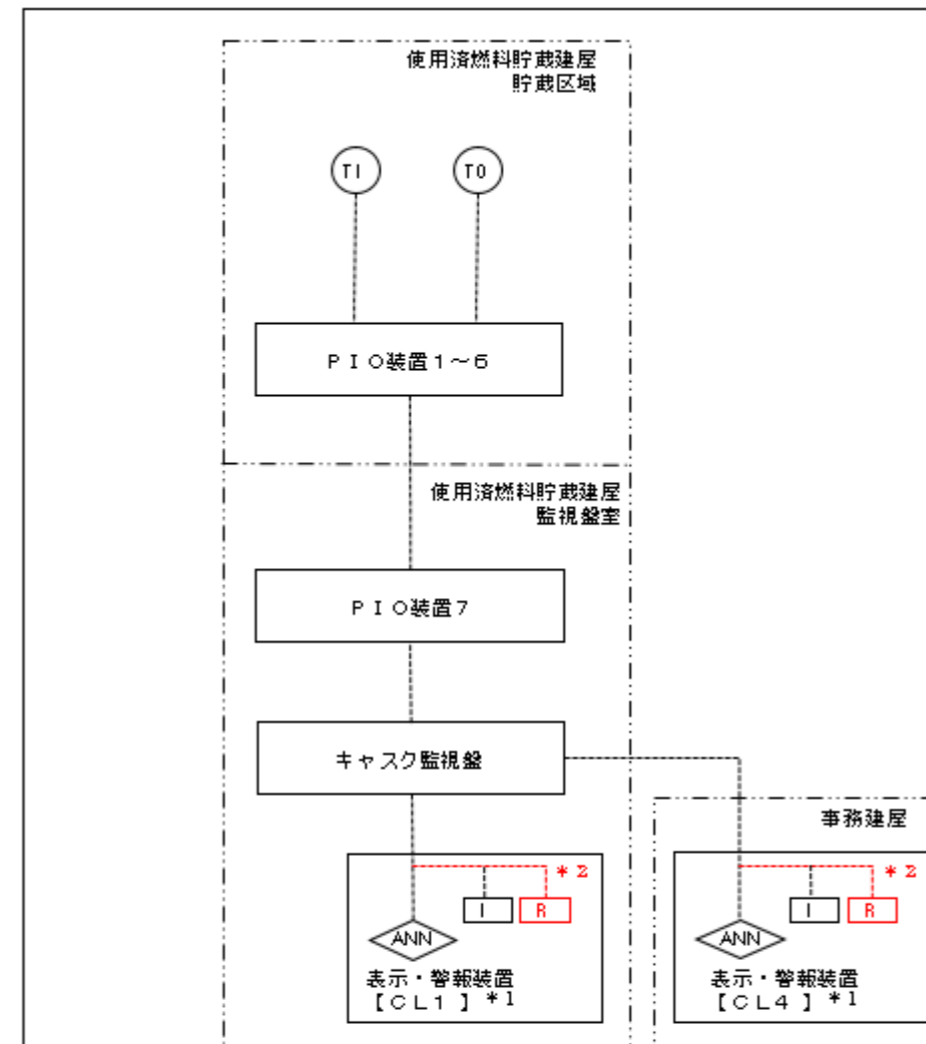 使用済燃料貯蔵建屋
貯蔵区域
TI
TO
ＰＩＯ装置１～６
使用済燃料貯蔵建屋
監視盤室
ＰＩＯ装置７
キャスク監視盤
事務建屋
*2
I
R
ANN
表示・警報装置
【ＣＬ１】*1
*2
I
R
ANN
表示・警報装置
【ＣＬ４】*1